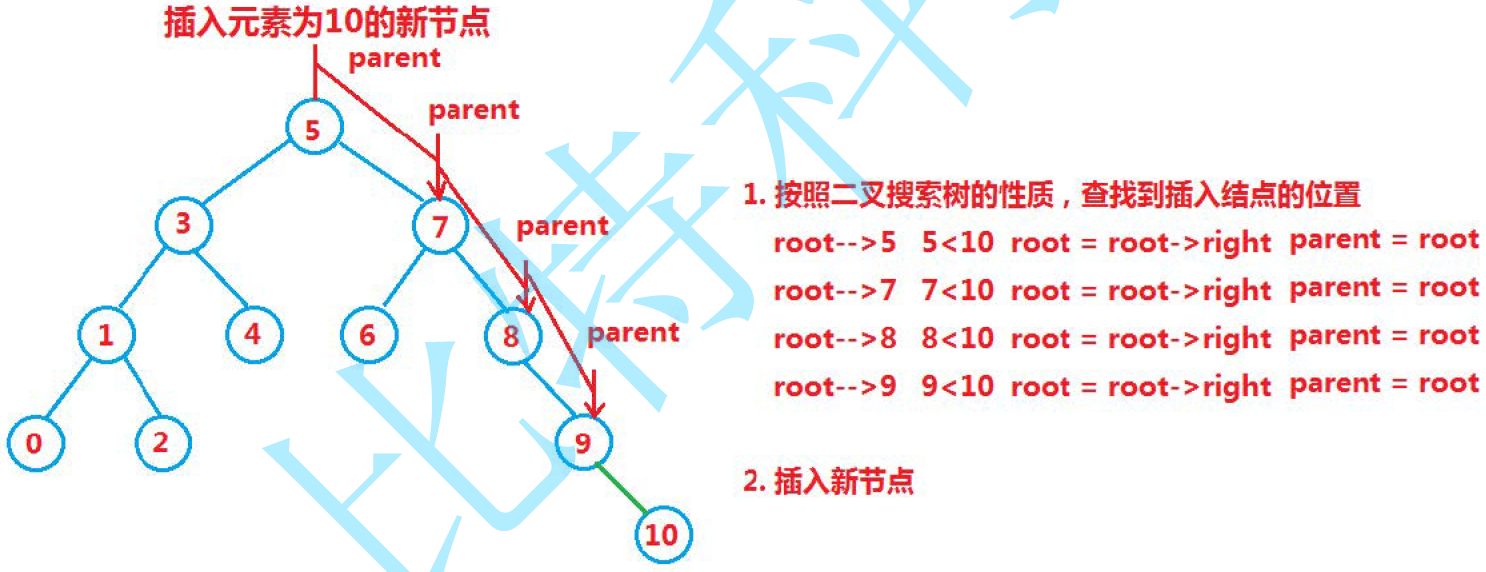 插入元素为10的新节点
parent
parent
5
3
7
parent
1
4
6
8
parent
0
2
9
10
1. 按照二叉搜索树的性质，查找到插入结点的位置
root-->5 5<10 root = root->right parent = root
root-->7 7<10 root = root->right parent = root
root-->8 8<10 root = root->right parent = root
root-->9 9<10 root = root->right parent = root
2. 插入新节点
比特科